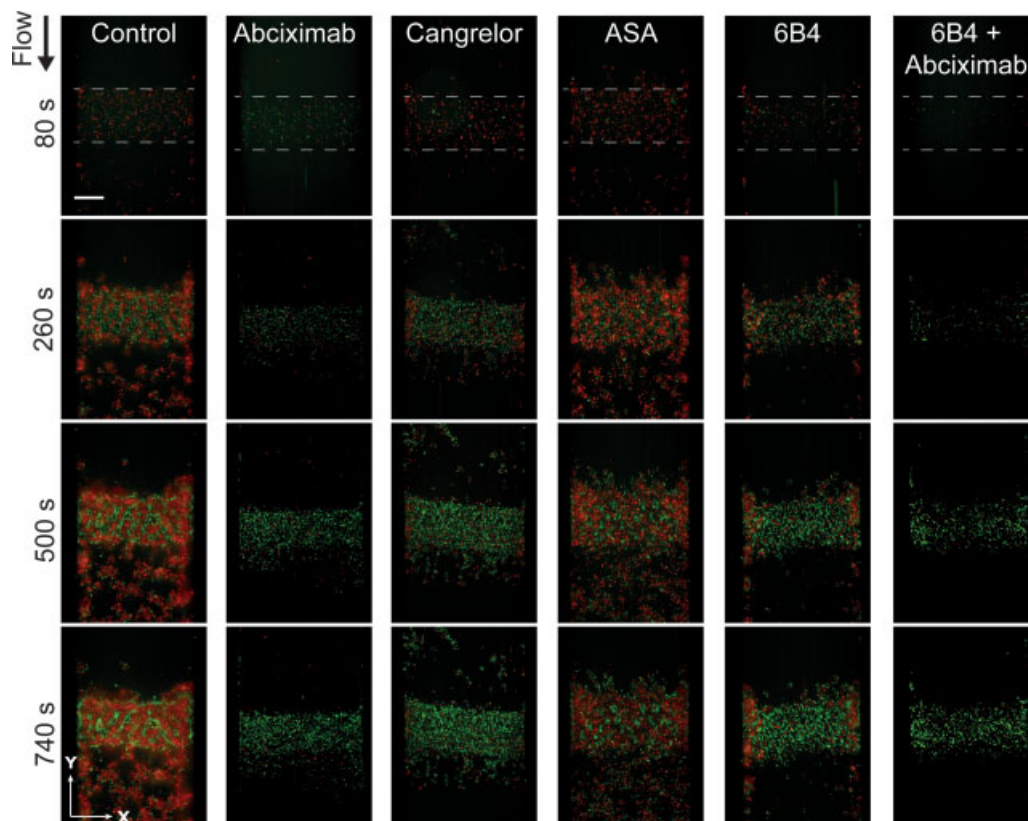 Flow
Control
Abciximab
Cangrelor
ASA
6B4
6B4 +
Abciximab
80 s
260 s
500 s
740 s
Y
X